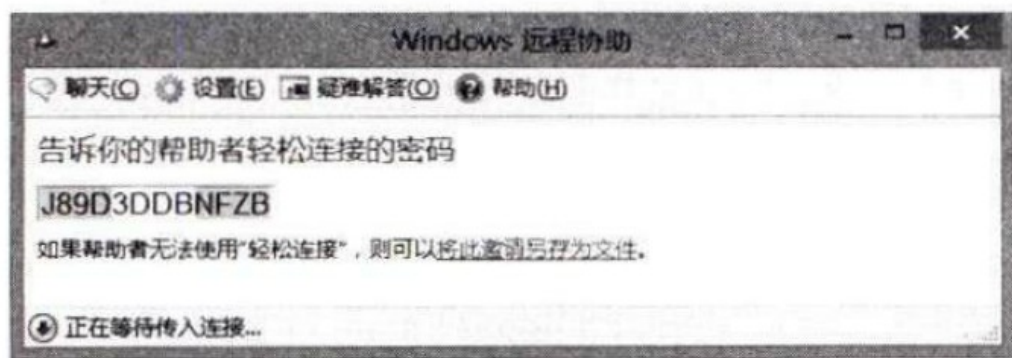 Windows 远程协助
聊天(C) 设置(E) 疑难解答(O) 帮助(H)
告诉你的帮助者轻松连接的密码
J89D3DDBNFZB
如果帮助者无法使用"轻松连接"，则可以将此邀请另存为文件。
正在等待传入连接...